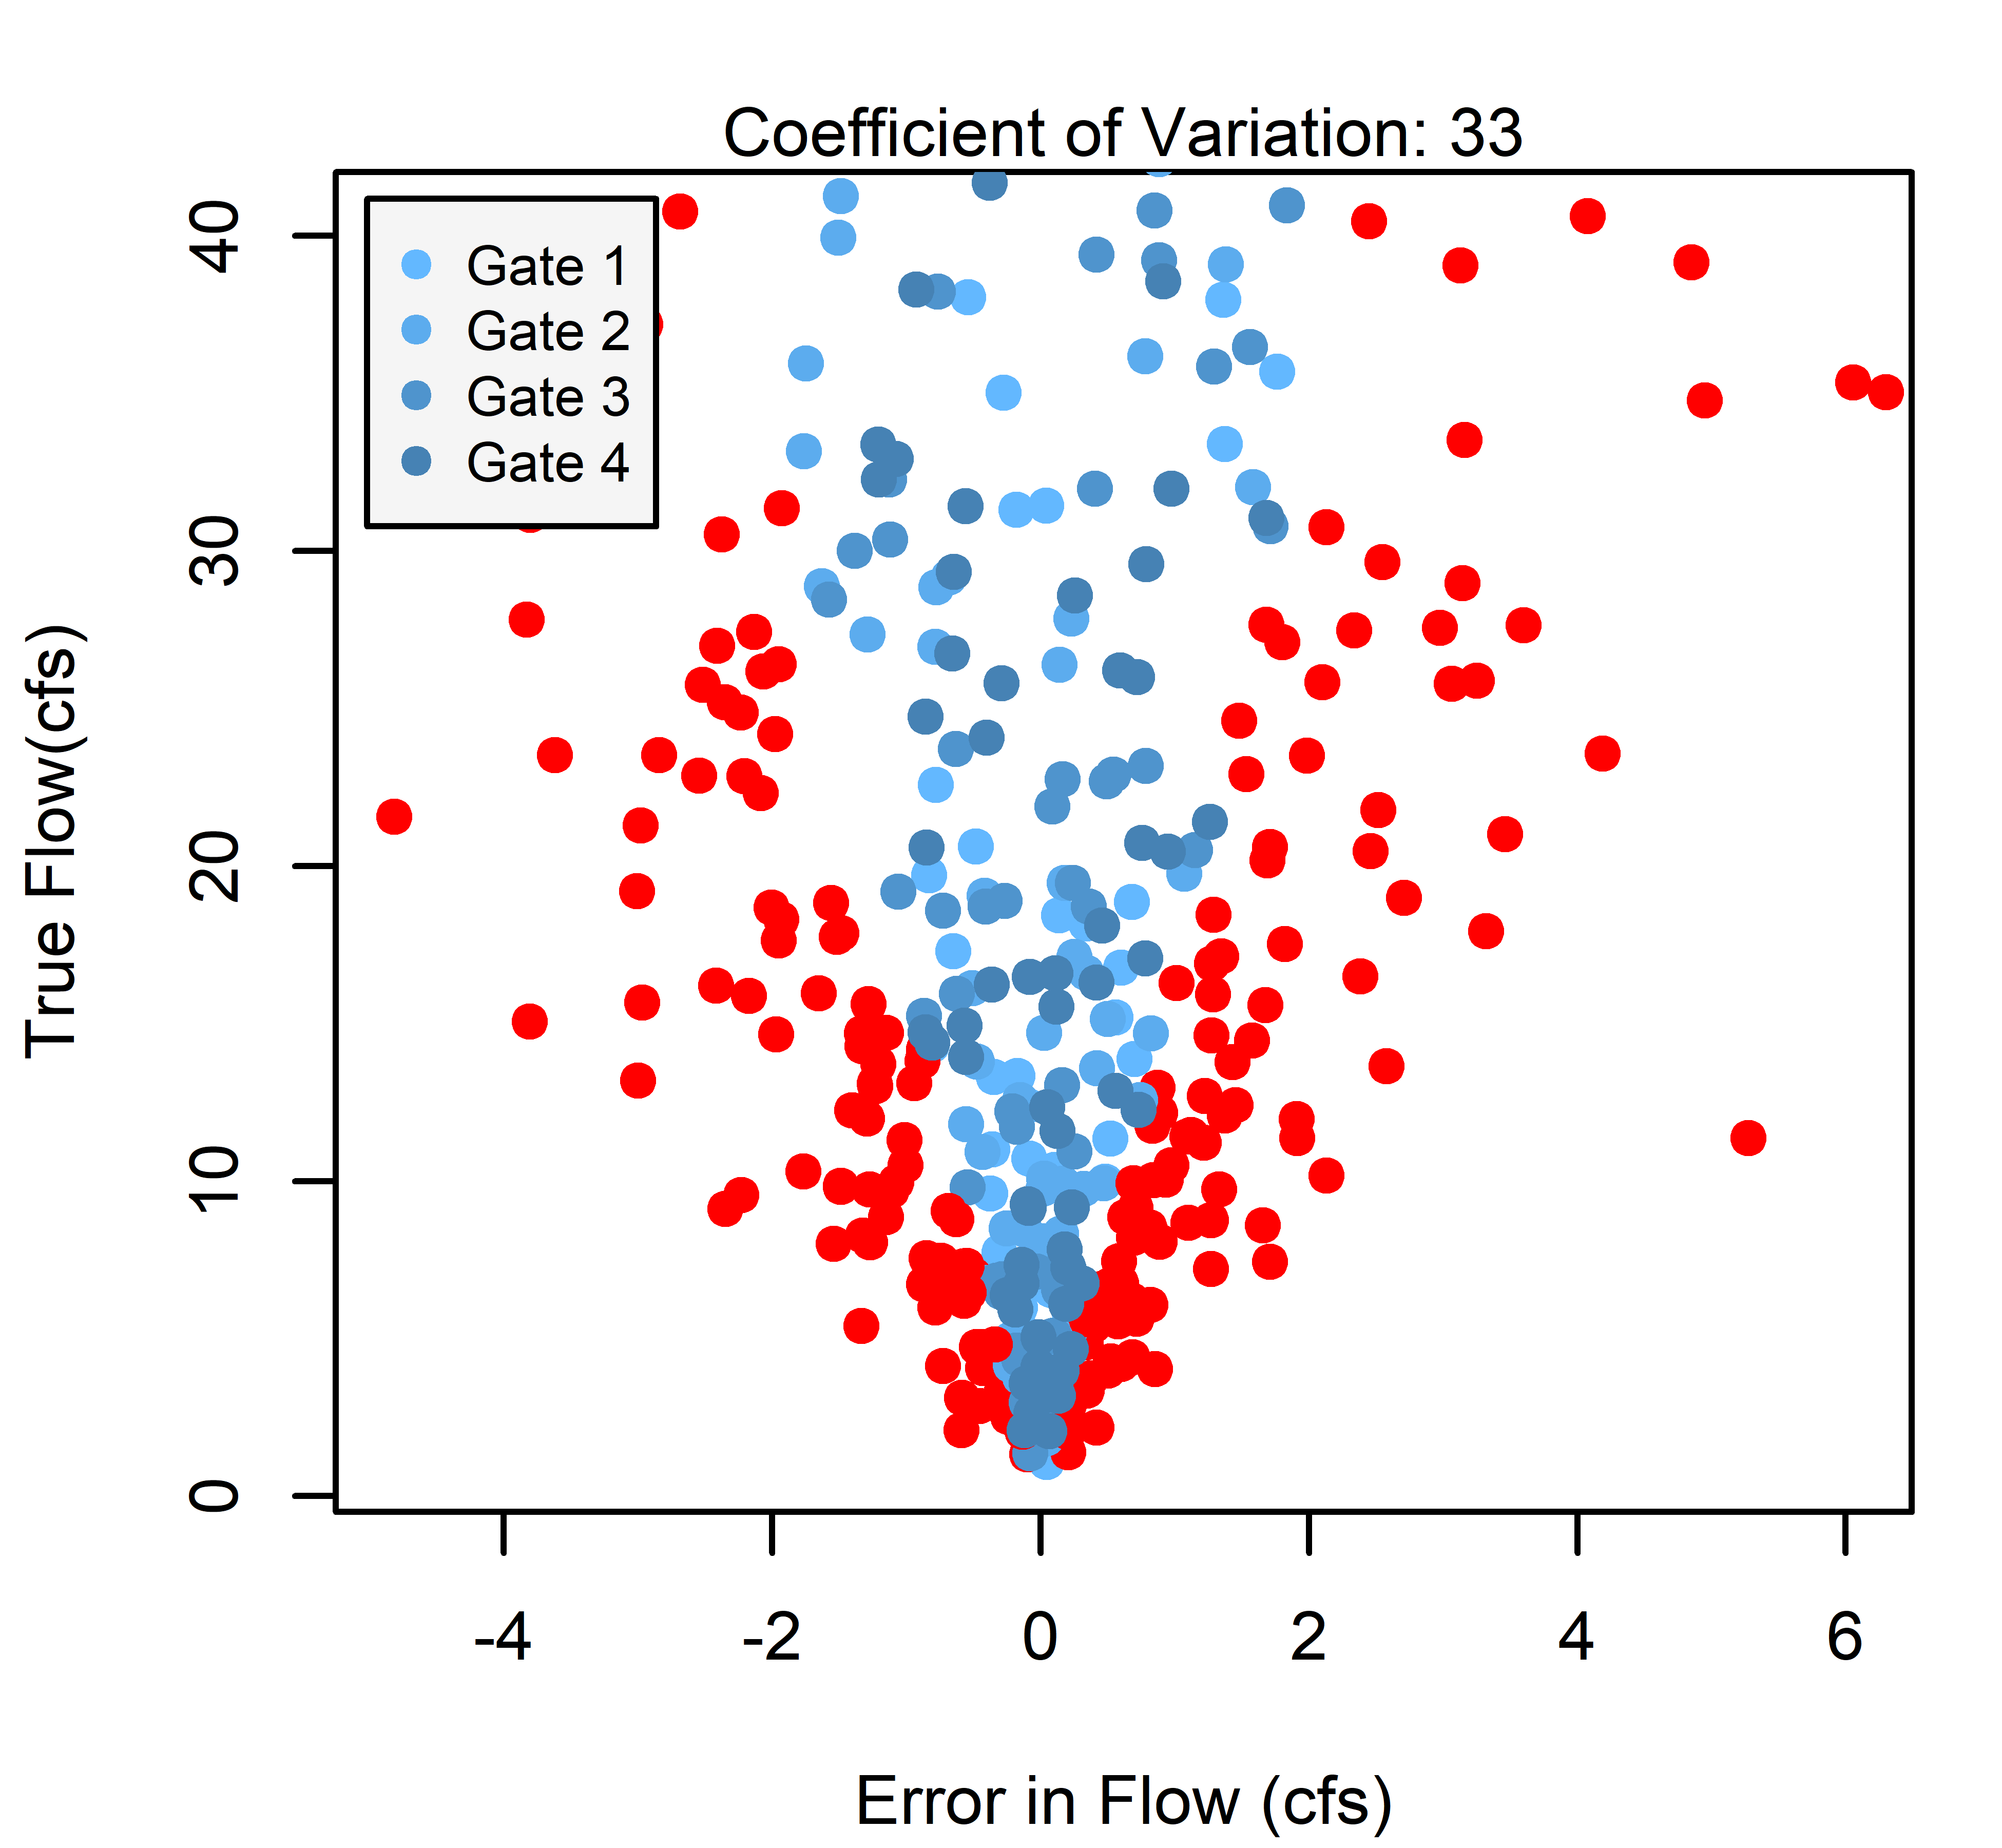 Coefficient of Variation: 33
Gate 1
Gate 2
Gate 3
Gate 4
True Flow(cfs)
40
30
20
10
0
-4 -2 0 2 4 6
Error in Flow (cfs)